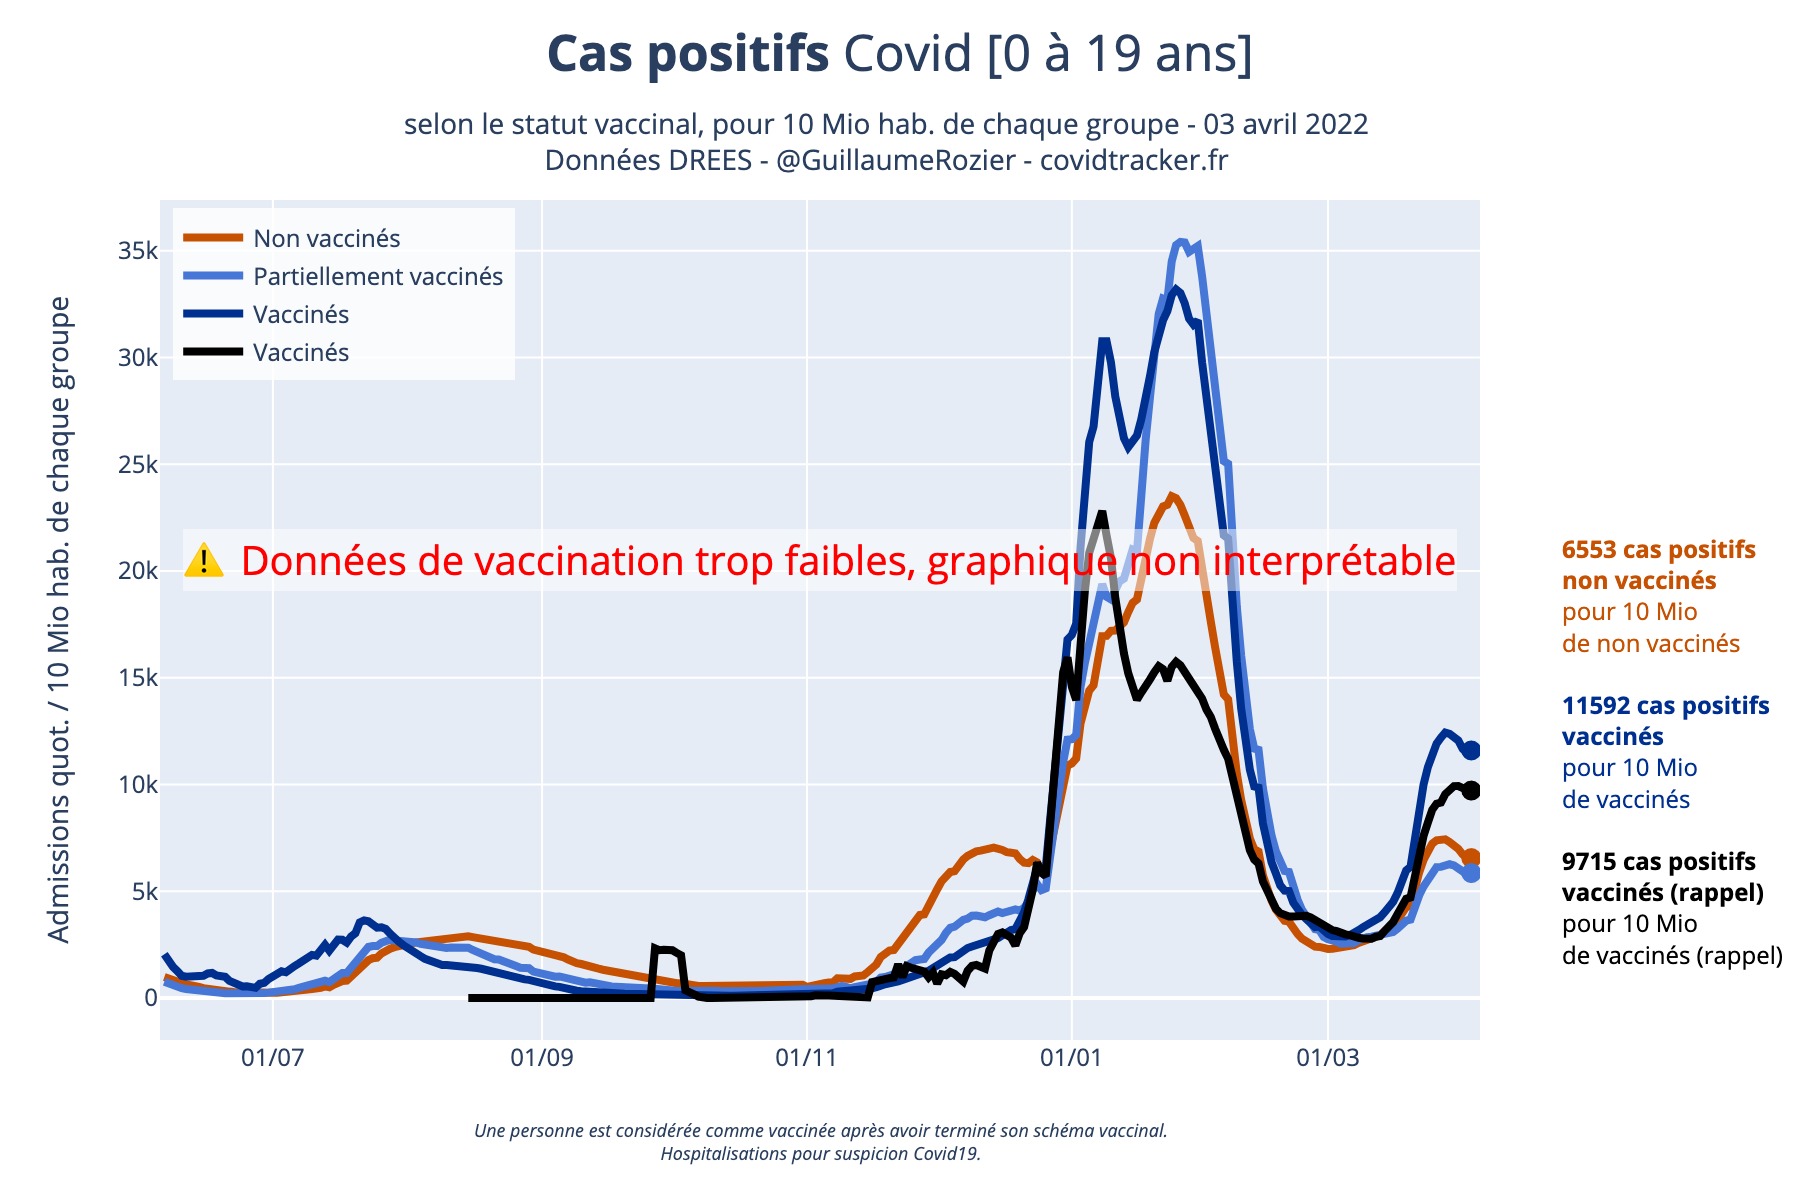 Cas positifs Covid [0 à 19 ans]
selon le statut vaccinal, pour 10 Mio hab. de chaque groupe - 03 avril 2022
Données DREES - @GuillaumeRozier - covidtracker.fr
Admissions quot. / 10 Mio hab. de chaque groupe
35k
30k
25k
20k
15k
10k
5k
0
Non vaccinés
Partiellement vaccinés
Vaccinés
Vaccinés
⚠️ Données de vaccination trop faibles, graphique non interprétable
01/07
01/09
01/11
01/01
01/03
6553 cas positifs
non vaccinés
pour 10 Mio
de non vaccinés
11592 cas positifs
vaccinés
pour 10 Mio
de vaccinés
9715 cas positifs
vaccinés (rappel)
pour 10 Mio
de vaccinés (rappel)
Une personne est considérée comme vaccinée après avoir terminé son schéma vaccinal.
Hospitalisations pour suspicion Covid19.